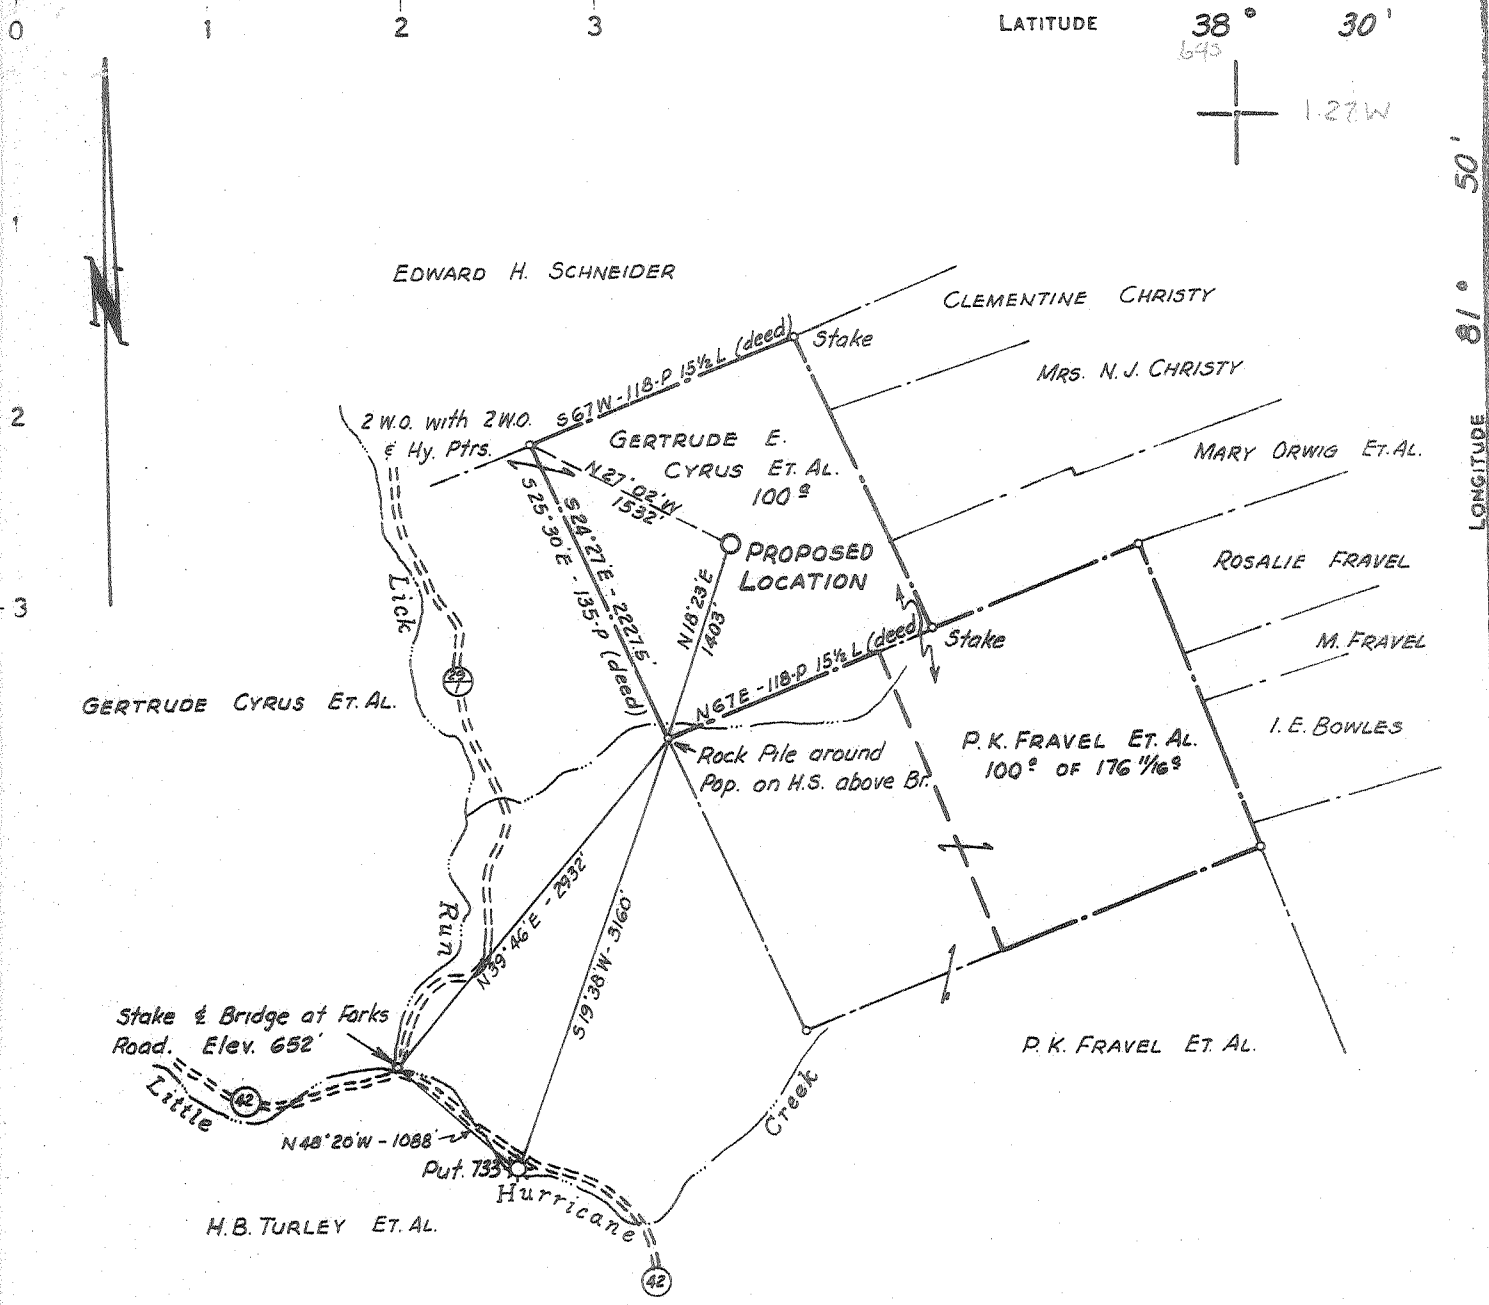 0 1 2 3 LATITUDE 38° 30'
1.27W
81° 50'
LONGITUDE
1
2
3
N
EDWARD H. SCHNEIDER
CLEMENTINE CHRISTY
Stake
MRS. N.J. CHRISTY
S67W-118-P 15½ L (deed)
2 W.O. with 2 W.O.
& Hy. Ptrs.
GERTRUDE E.
CYRUS ET. AL.
100 a
MARY ORWIG ET. AL.
N27°02'W
1532'
S24°27'E - 2227.5'
S25°30'E - 135-P (deed)
PROPOSED
LOCATION
ROSALIE FRAVEL
N18°23'E
1403'
Lick
N67E-118-P 15½ L (deed)
Stake
M. FRAVEL
29
1
GERTRUDE CYRUS ET. AL.
I. E. BOWLES
P. K. FRAVEL ET. AL.
100 a OF 176 11/16 a
Rock Pile around
Pop. on H.S. above Br.
Run
N39°46'E - 2932'
S19°38'W - 3160'
Stake & Bridge at Forks
Road. Elev. 652'
P. K. FRAVEL ET. AL.
42
Little
Creek
N48°20'W - 1088'
Put. 733
Hurricane
H. B. TURLEY ET. AL.
42